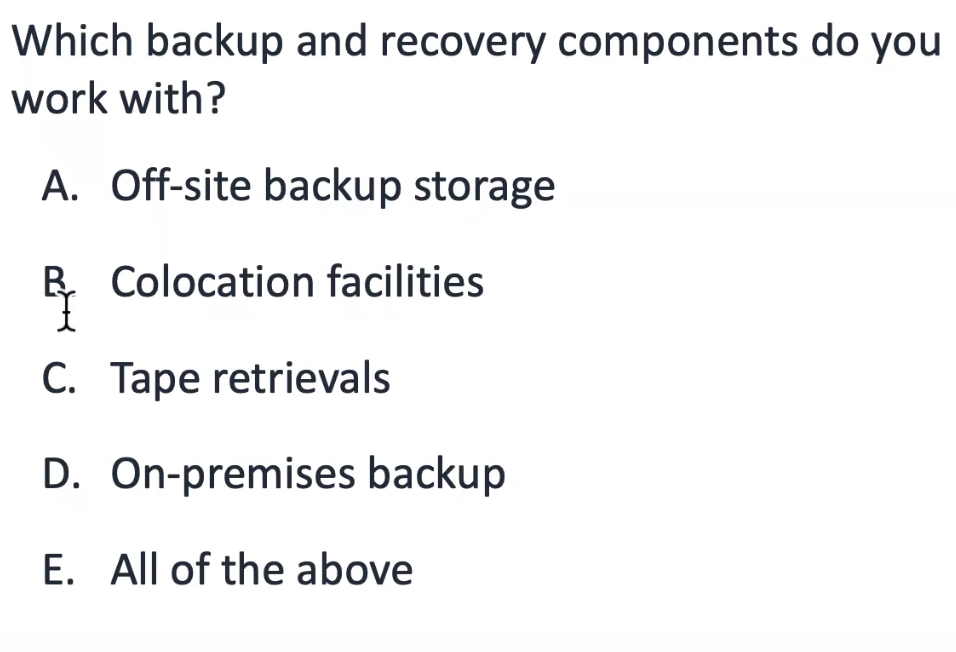 Which backup and recovery components do you
work with?
A. Off-site backup storage
B. Colocation facilities
C. Tape retrievals
D. On-premises backup
E. All of the above